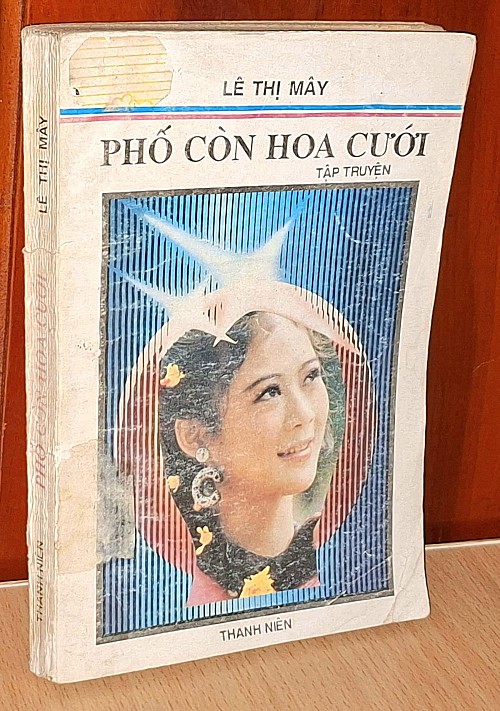 LÊ THỊ MÂY
PHỐ CÒN HOA CƯỚI
TẬP TRUYỆN
THANH NIÊN
LÊ THỊ MÂY
PHỐ CÒN HOA CƯỚI
THANH NIÊN